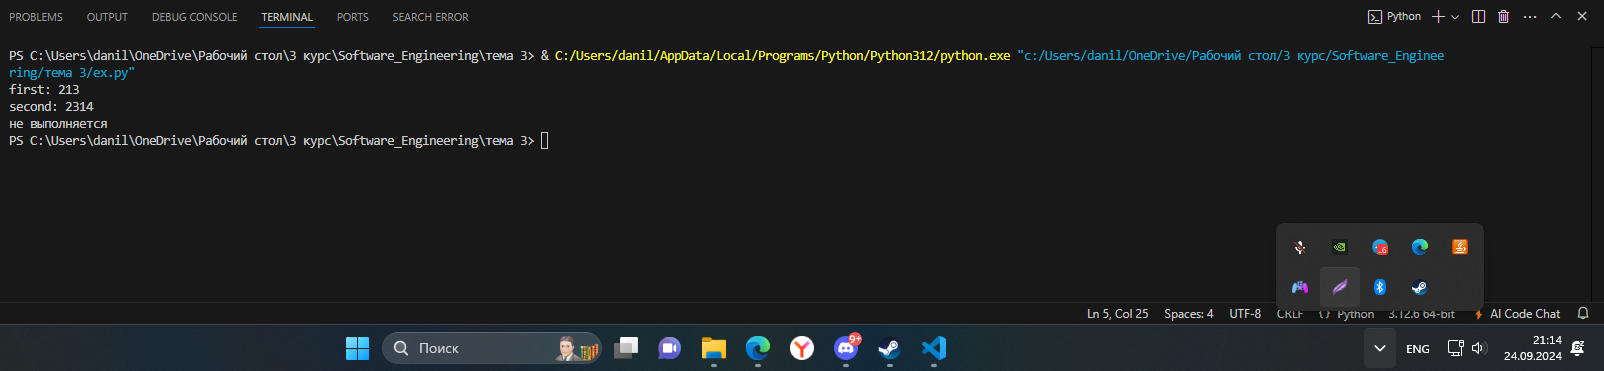 PROBLEMS OUTPUT DEBUG CONSOLE TERMINAL PORTS SEARCH ERROR Python
PS C:\Users\danil\OneDrive\Рабочий стол\3 курс\Software_Engineering\тема 3> & C:/Users/danil/AppData/Local/Programs/Python/Python312/python.exe "c:/Users/danil/OneDrive/Рабочий стол/3 курс/Software_Enginee
ring/тема 3/ex.py"
first: 213
second: 2314
не выполняется
PS C:\Users\danil\OneDrive\Рабочий стол\3 курс\Software_Engineering\тема 3>
Ln 5, Col 25 Spaces: 4 UTF-8 CRLF {} Python 3.12.6 64-bit AI Code Chat
Поиск 9+ ENG 21:14
24.09.2024